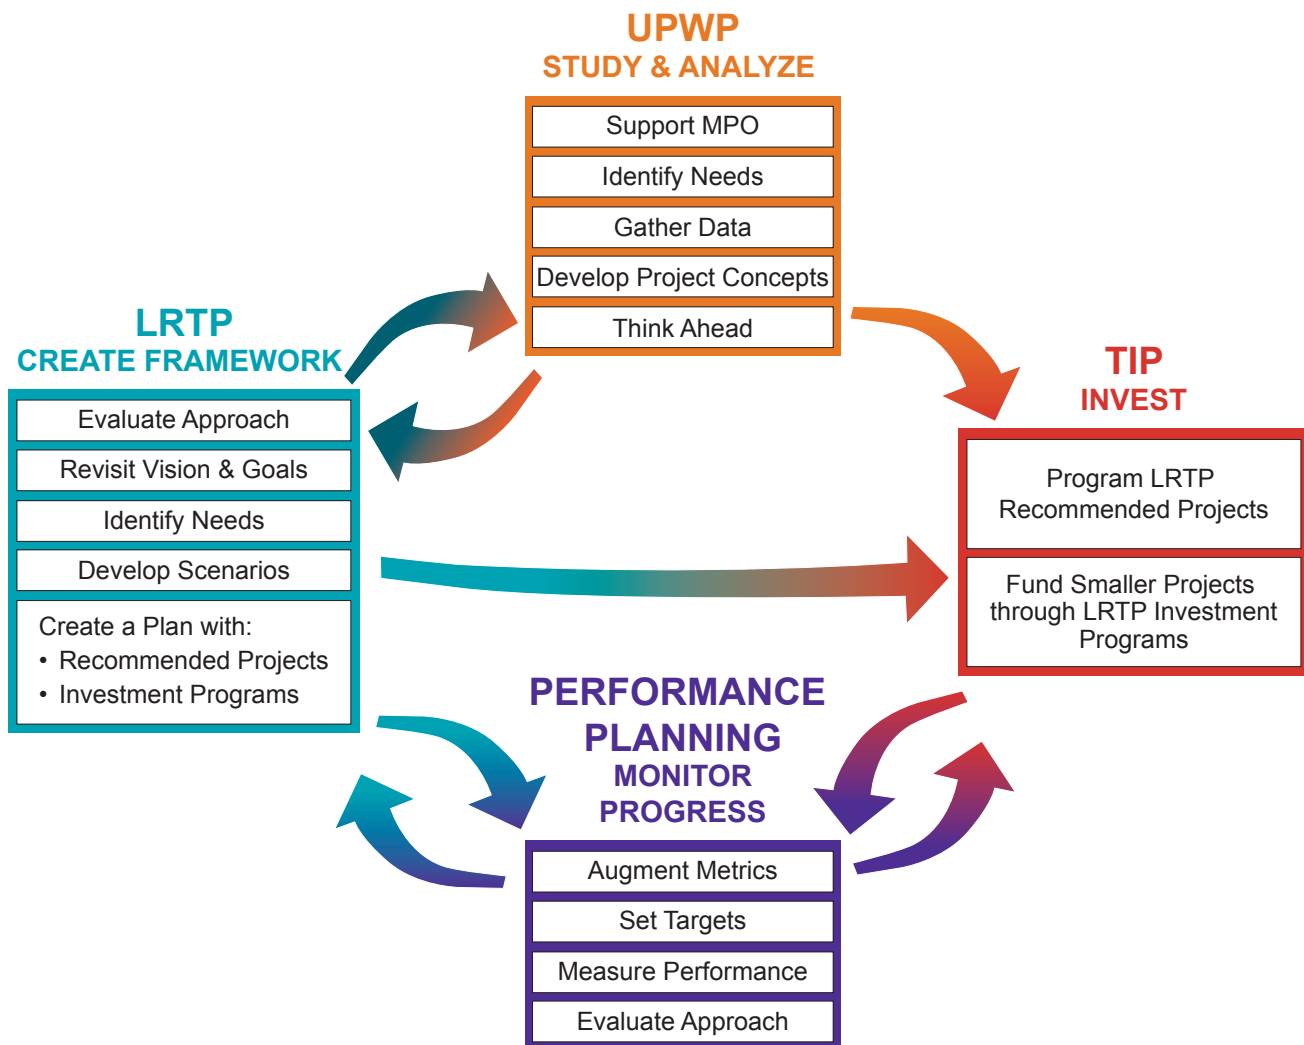 UPWP
STUDY & ANALYZE
Support MPO
Identify Needs
Gather Data
Develop Project Concepts
Think Ahead
LRTP
CREATE FRAMEWORK
Evaluate Approach
Revisit Vision & Goals
Identify Needs
Develop Scenarios
Create a Plan with:
• Recommended Projects
• Investment Programs
TIP
INVEST
Program LRTP
Recommended Projects
Fund Smaller Projects
through LRTP Investment
Programs
PERFORMANCE
PLANNING
MONITOR
PROGRESS
Augment Metrics
Set Targets
Measure Performance
Evaluate Approach